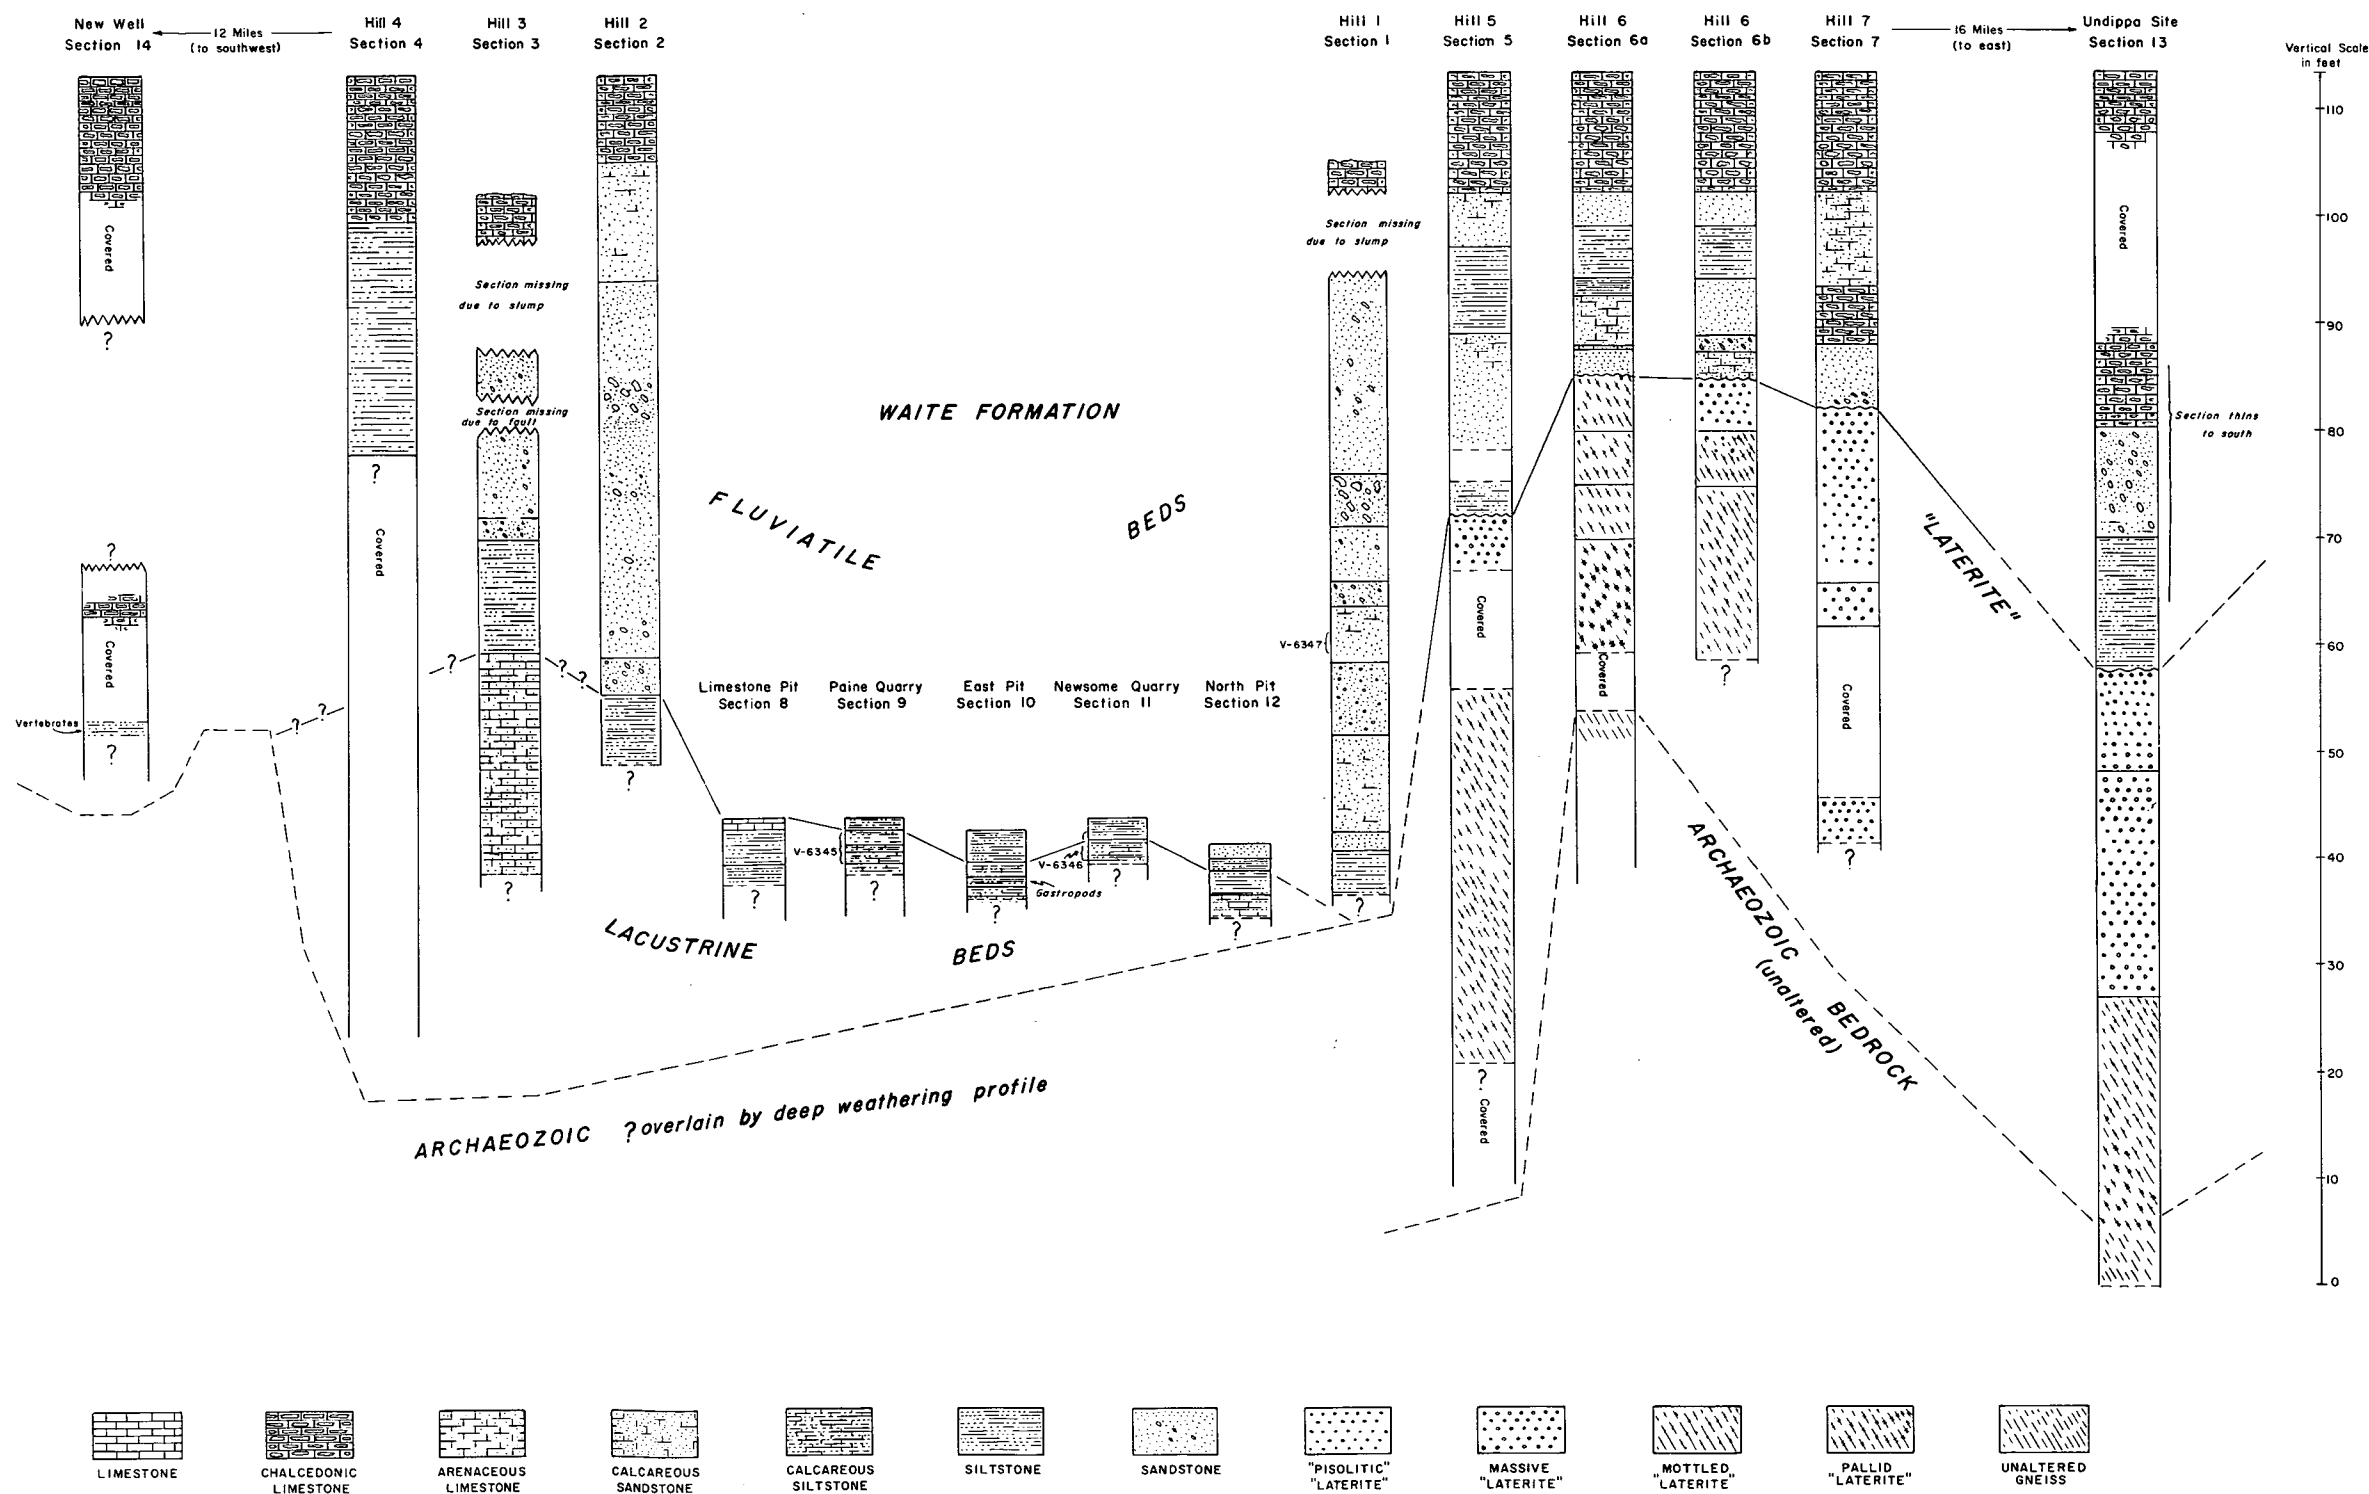 New Well
Section 14
12 Miles
(to southwest)
Hill 4
Section 4
Hill 3
Section 3
Hill 2
Section 2
Hill 1
Section 1
Hill 5
Section 5
Hill 6
Section 6a
Hill 6
Section 6b
Hill 7
Section 7
16 Miles
(to east)
Undippa Site
Section 13
Vertical Scale
in feet
110
100
90
80
70
60
50
40
30
20
10
0
Covered
?
?
Covered
Vertebrates
?
? ?
?
Covered
?
Section missing
due to slump
Section missing
due to fault
?
? ?
?
WAITE FORMATION
FLUVIATILE BEDS
Limestone Pit
Section 8
Paine Quarry
Section 9
East Pit
Section 10
Newsome Quarry
Section 11
North Pit
Section 12
V-6345
V-6346
Gastropods
?
?
?
?
?
LACUSTRINE BEDS
ARCHAEOZOIC ? overlain by deep weathering profile
Section missing
due to slump
V-6347
?
Covered
?
Covered
Covered
?
Covered
?
"LATERITE"
ARCHAEOZOIC BEDROCK
(unaltered)
Covered
Section thins
to south
LIMESTONE
CHALCEDONIC
LIMESTONE
ARENACEOUS
LIMESTONE
CALCAREOUS
SANDSTONE
CALCAREOUS
SILTSTONE
SILTSTONE
SANDSTONE
"PISOLITIC"
"LATERITE"
MASSIVE
"LATERITE"
MOTTLED
"LATERITE"
PALLID
"LATERITE"
UNALTERED
GNEISS